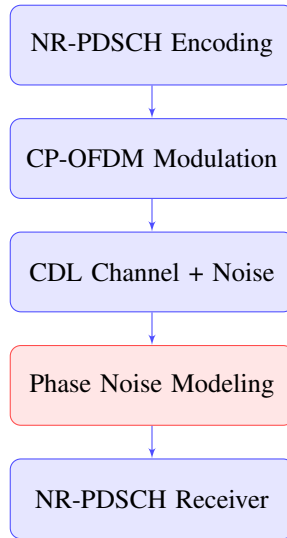 NR-PDSCH Encoding
CP-OFDM Modulation
CDL Channel + Noise
Phase Noise Modeling
NR-PDSCH Receiver